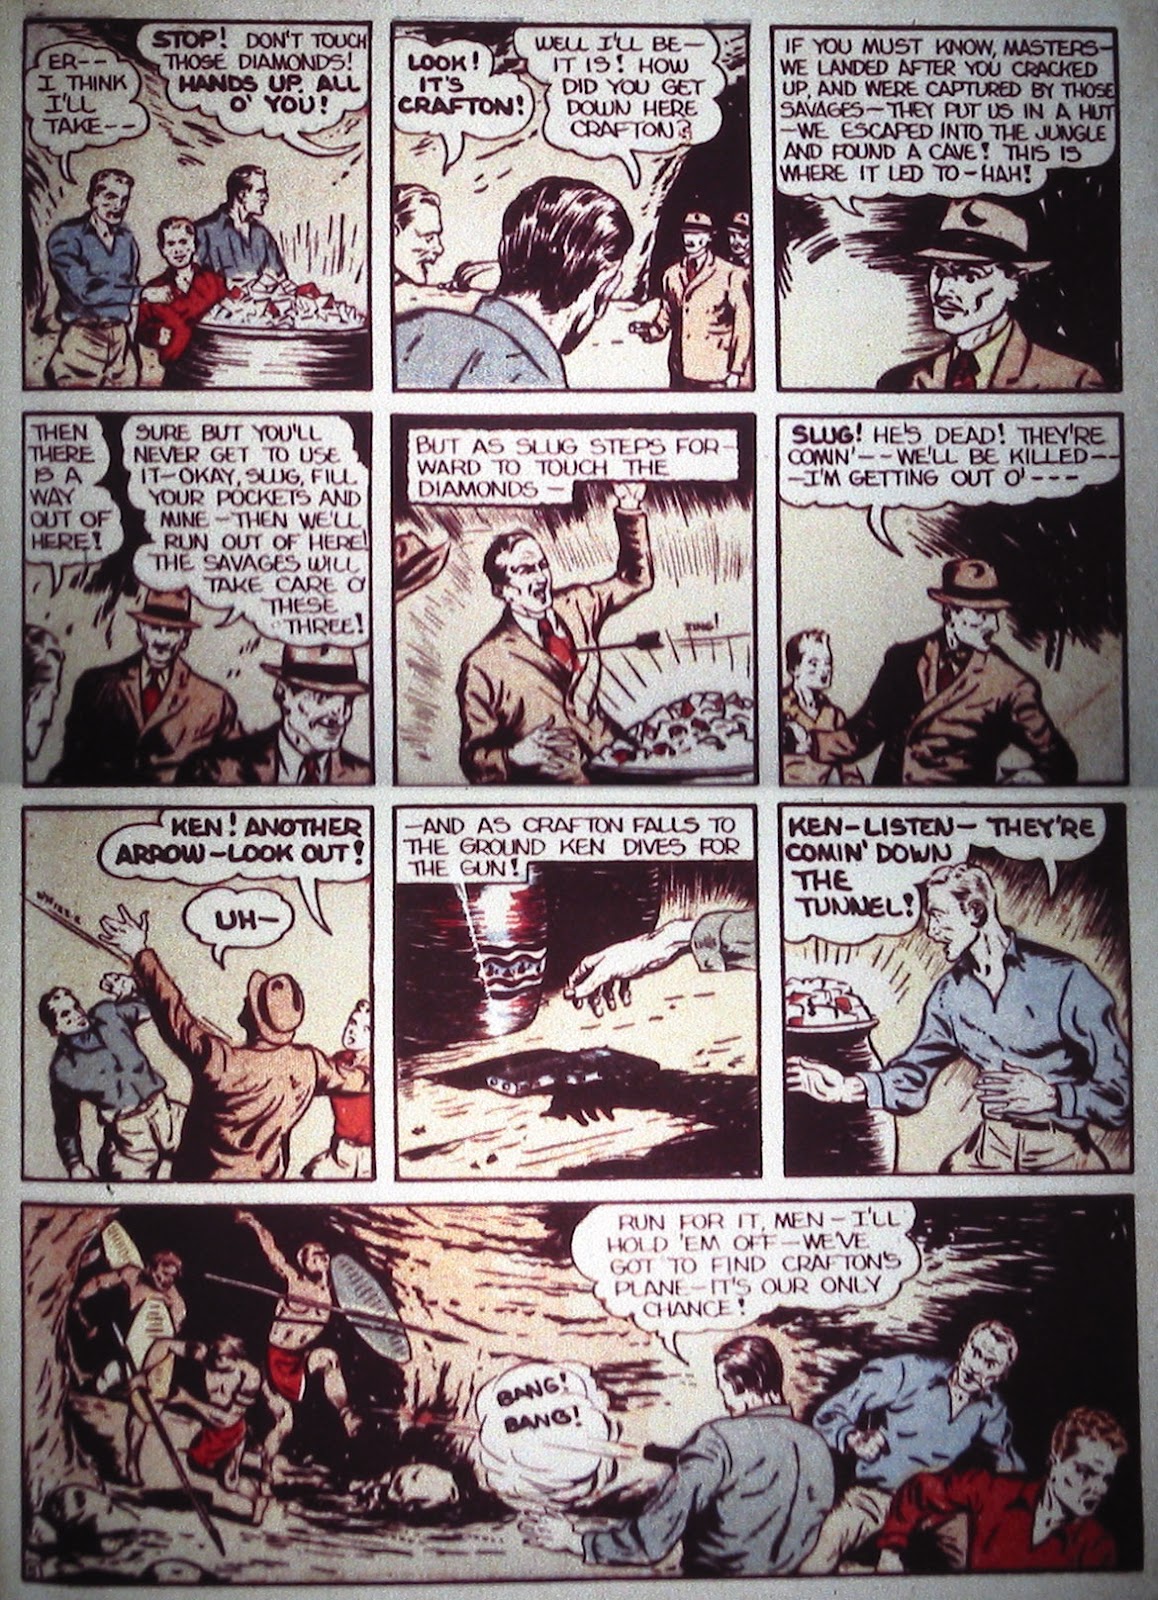 ER--
I THINK
I'LL
TAKE--
STOP! DON'T TOUCH
THOSE DIAMONDS!
HANDS UP, ALL
O' YOU!
LOOK!
IT'S
CRAFTON!
WELL I'LL BE—
IT IS! HOW
DID YOU GET
DOWN HERE
CRAFTON?
IF YOU MUST KNOW, MASTERS—
WE LANDED AFTER YOU CRACKED
UP, AND WERE CAPTURED BY THOSE
SAVAGES—THEY PUT US IN A HUT
—WE ESCAPED INTO THE JUNGLE
AND FOUND A CAVE! THIS IS
WHERE IT LED TO—HAH!
THEN
THERE
IS A
WAY
OUT OF
HERE!
SURE BUT YOU'LL
NEVER GET TO USE
IT—OKAY, SLUG, FILL
YOUR POCKETS AND
MINE—THEN WE'LL
RUN OUT OF HERE!
THE SAVAGES WILL
TAKE CARE O'
THESE
THREE!
BUT AS SLUG STEPS FOR-
WARD TO TOUCH THE
DIAMONDS—
ZING!
SLUG! HE'S DEAD! THEY'RE
COMIN'--WE'LL BE KILLED--
-I'M GETTING OUT O'---
KEN! ANOTHER
ARROW—LOOK OUT!
UH—
—AND AS CRAFTON FALLS TO
THE GROUND KEN DIVES FOR
THE GUN!
KEN—LISTEN—THEY'RE
COMIN' DOWN
THE
TUNNEL!
RUN FOR IT, MEN—I'LL
HOLD 'EM OFF—WE'VE
GOT TO FIND CRAFTON'S
PLANE—IT'S OUR ONLY
CHANCE!
BANG!
BANG!